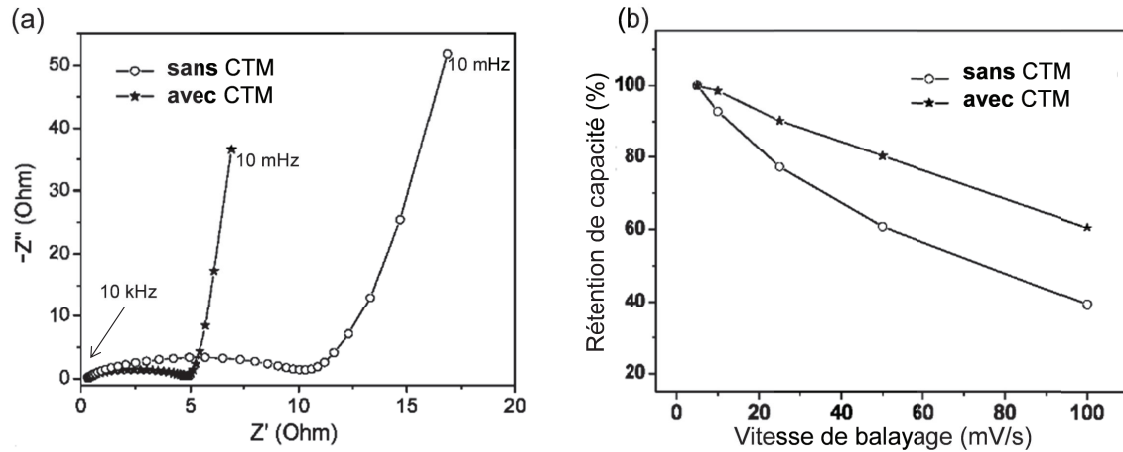 (a)
sans CTM
avec CTM
10 mHz
10 mHz
10 kHz
-Z" (Ohm)
50
40
30
20
10
0
0
5
10
15
20
Z' (Ohm)
(b)
sans CTM
avec CTM
Rétention de capacité (%)
100
80
60
40
20
0
20
40
60
80
100
Vitesse de balayage (mV/s)